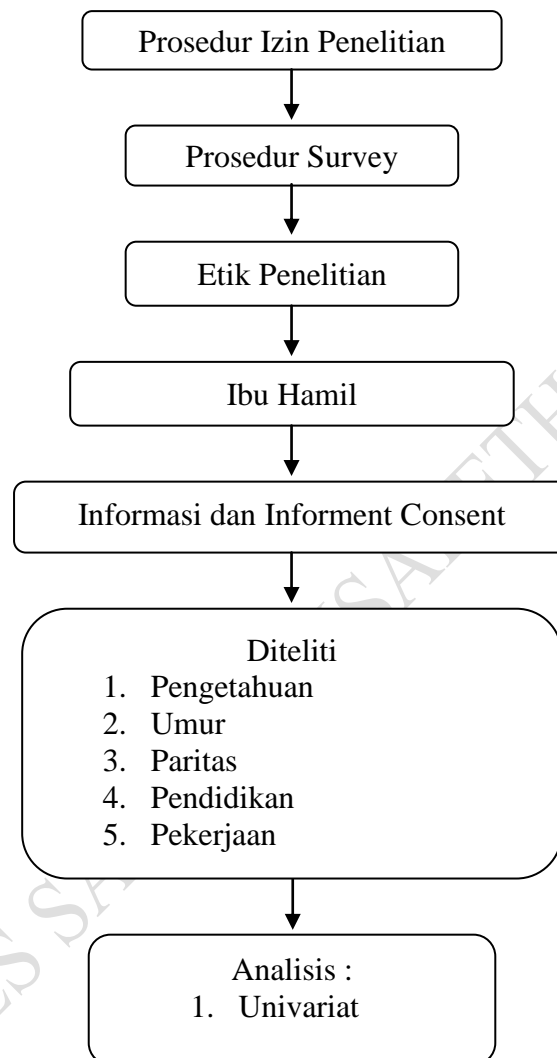 Prosedur Izin Penelitian
Prosedur Survey
Etik Penelitian
Ibu Hamil
Informasi dan Informent Consent
Diteliti
1. Pengetahuan
2. Umur
3. Paritas
4. Pendidikan
5. Pekerjaan
Analisis :
1. Univariat